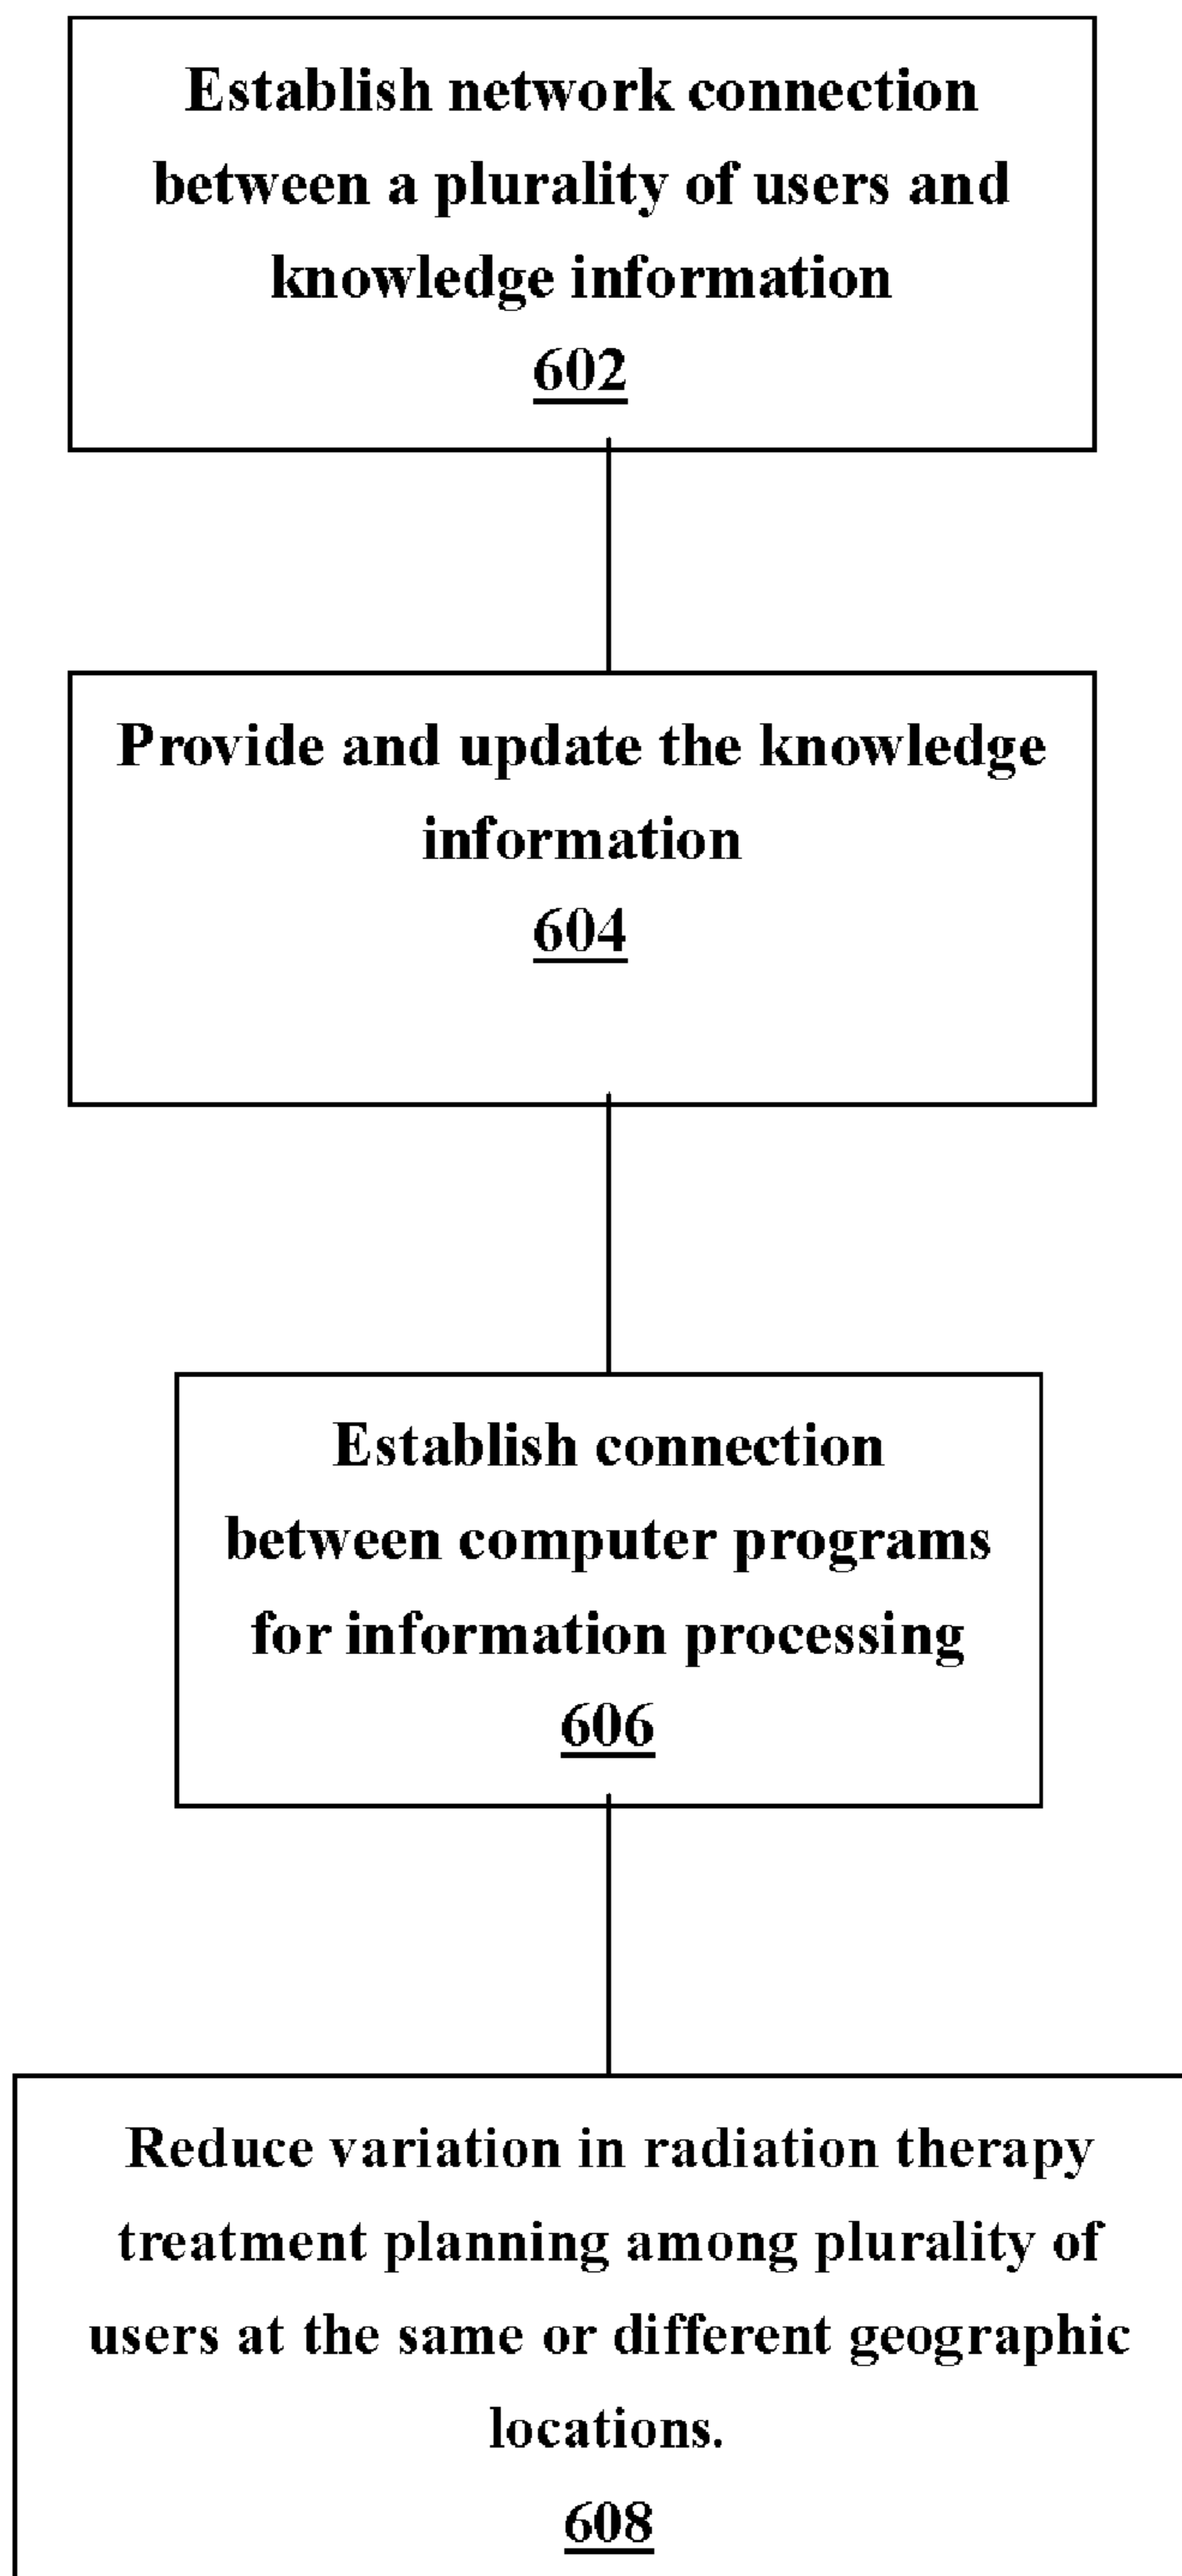 Establish network connection
between a plurality of users and
knowledge information
602
Provide and update the knowledge
information
604
Establish connection
between computer programs
for information processing
606
Reduce variation in radiation therapy
treatment planning among plurality of
users at the same or different geographic
locations.
608